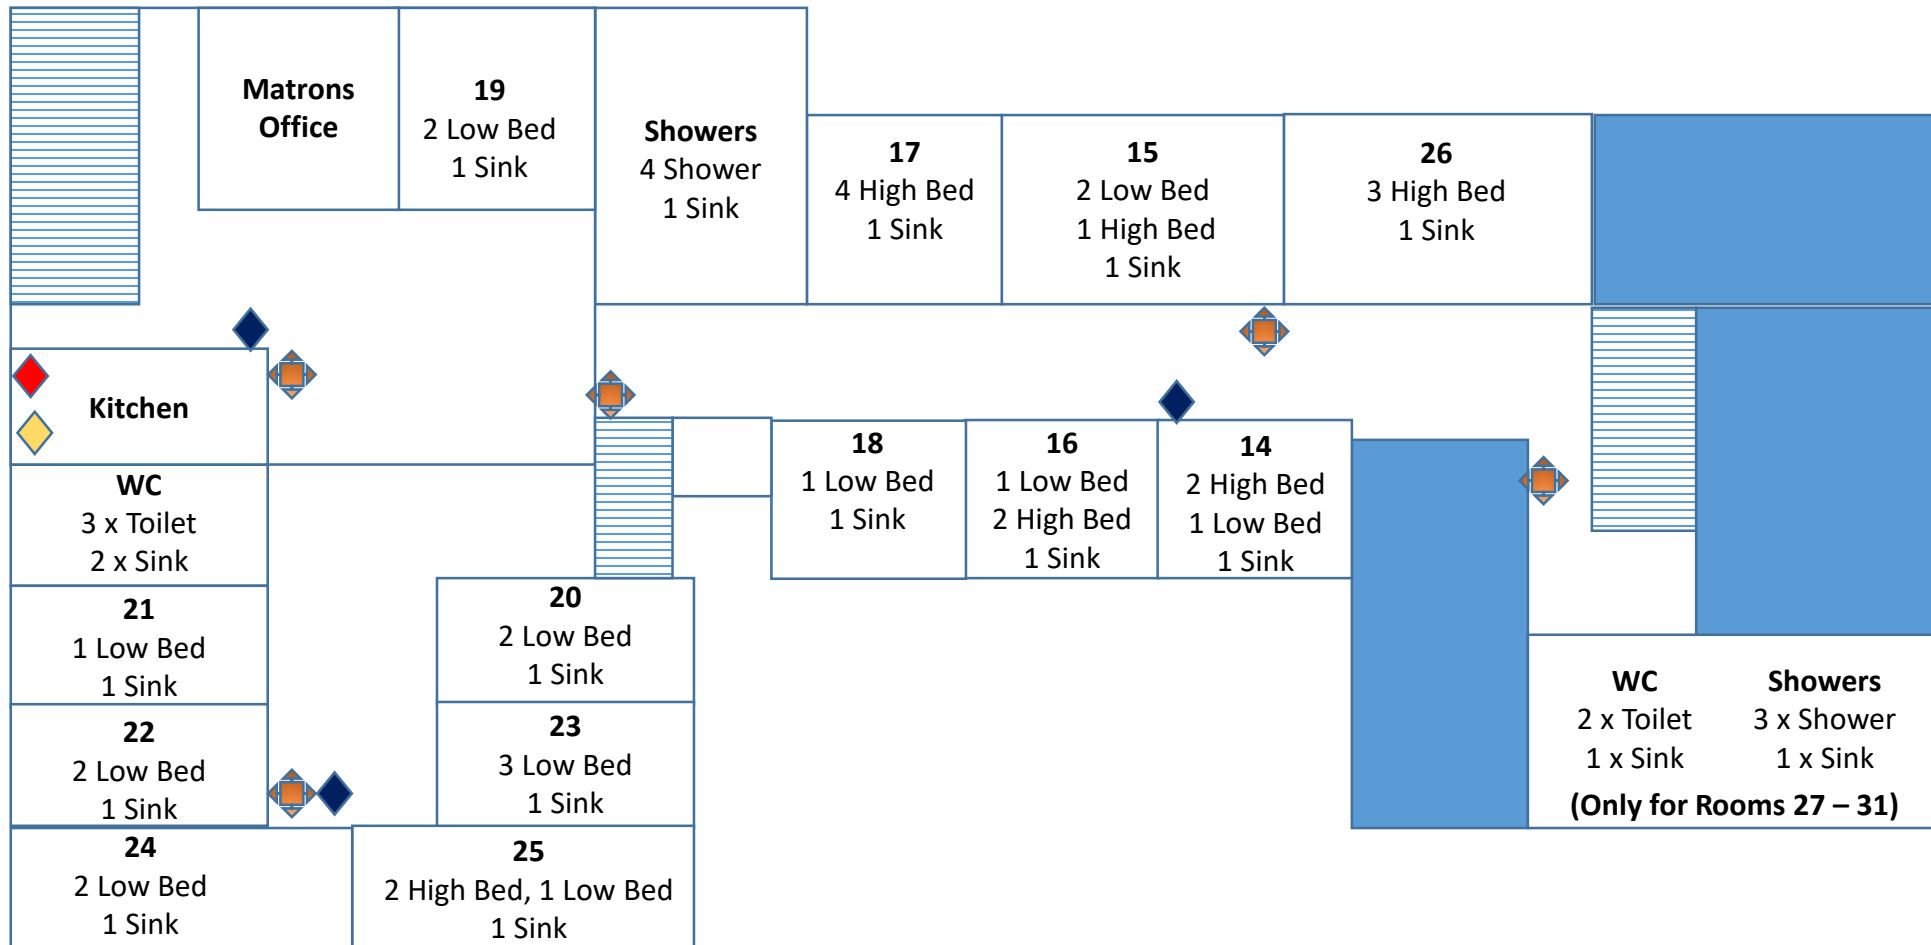 Matrons
Office
19
2 Low Bed
1 Sink
Showers
4 Shower
1 Sink
17
4 High Bed
1 Sink
15
2 Low Bed
1 High Bed
1 Sink
26
3 High Bed
1 Sink
Kitchen
WC
3 x Toilet
2 x Sink
18
1 Low Bed
1 Sink
16
1 Low Bed
2 High Bed
1 Sink
14
2 High Bed
1 Low Bed
1 Sink
21
1 Low Bed
1 Sink
20
2 Low Bed
1 Sink
22
2 Low Bed
1 Sink
23
3 Low Bed
1 Sink
WC
2 x Toilet
1 x Sink
Showers
3 x Shower
1 x Sink
(Only for Rooms 27 – 31)
24
2 Low Bed
1 Sink
25
2 High Bed, 1 Low Bed
1 Sink